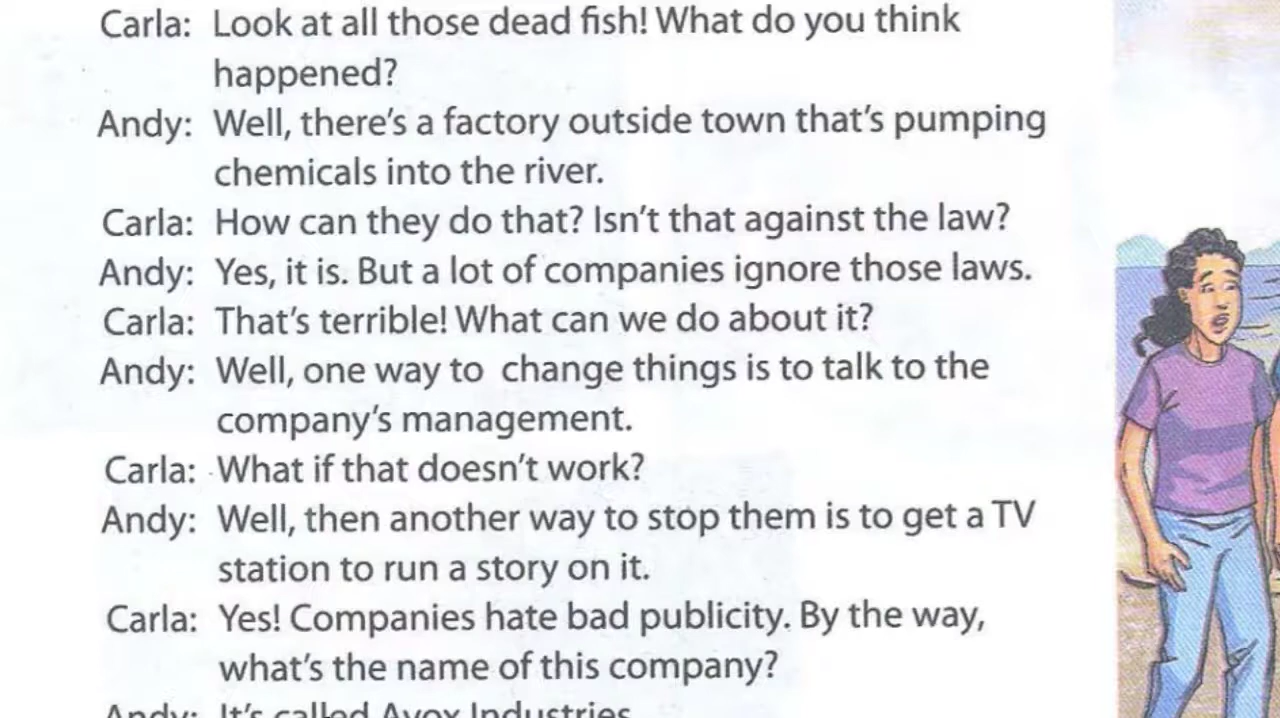 Carla: Look at all those dead fish! What do you think
happened?
Andy: Well, there's a factory outside town that's pumping
chemicals into the river.
Carla: How can they do that? Isn't that against the law?
Andy: Yes, it is. But a lot of companies ignore those laws.
Carla: That's terrible! What can we do about it?
Andy: Well, one way to change things is to talk to the
company's management.
Carla: What if that doesn't work?
Andy: Well, then another way to stop them is to get a TV
station to run a story on it.
Carla: Yes! Companies hate bad publicity. By the way,
what's the name of this company?
Andy: It's called Avox Industries.